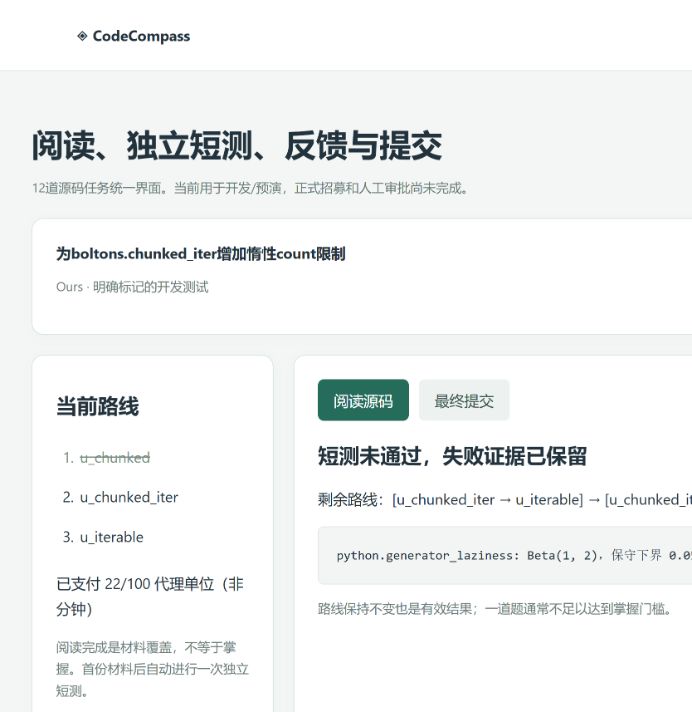 ◈ CodeCompass
阅读、独立短测、反馈与提交
12道源码任务统一界面。当前用于开发/预演，正式招募和人工审批尚未完成。
为boltons.chunked_iter增加惰性count限制
Ours · 明确标记的开发测试
当前路线
1. u_chunked
2. u_chunked_iter
3. u_iterable
已支付 22/100 代理单位（非
分钟）
阅读完成是材料覆盖，不等于掌
握。首份材料后自动进行一次独立
短测。
阅读源码 最终提交
短测未通过，失败证据已保留
剩余路线：[u_chunked_iter → u_iterable] → [u_chunked_it
python.generator_laziness: Beta(1, 2)，保守下界 0.0
路线保持不变也是有效结果；一道题通常不足以达到掌握门槛。